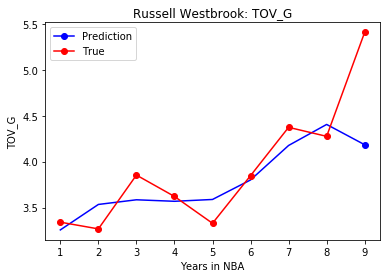 Russell Westbrook: TOV_G
Prediction
True
TOV_G
5.5
5.0
4.5
4.0
3.5
1 2 3 4 5 6 7 8 9
Years in NBA